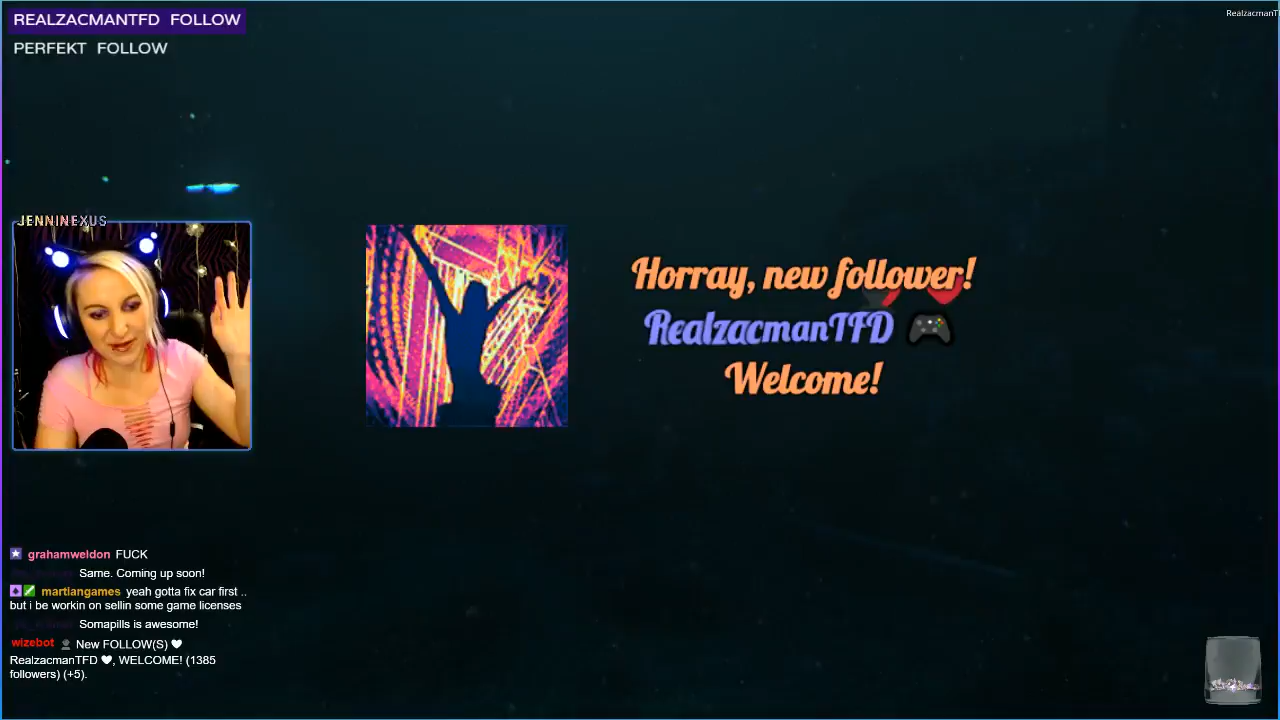 REALZACMANTFD FOLLOW
PERFEKT FOLLOW
JENNINEXUS
Horray, new follower!
RealzacmanTFD 🎮
Welcome!
grahamweldon FUCK
Same. Coming up soon!
martiangames yeah gotta fix car first ..
but i be workin on sellin some game licenses
Somapills is awesome!
wizebot New FOLLOW(S) 🤍
RealzacmanTFD 🤍, WELCOME! (1385
followers) (+5).